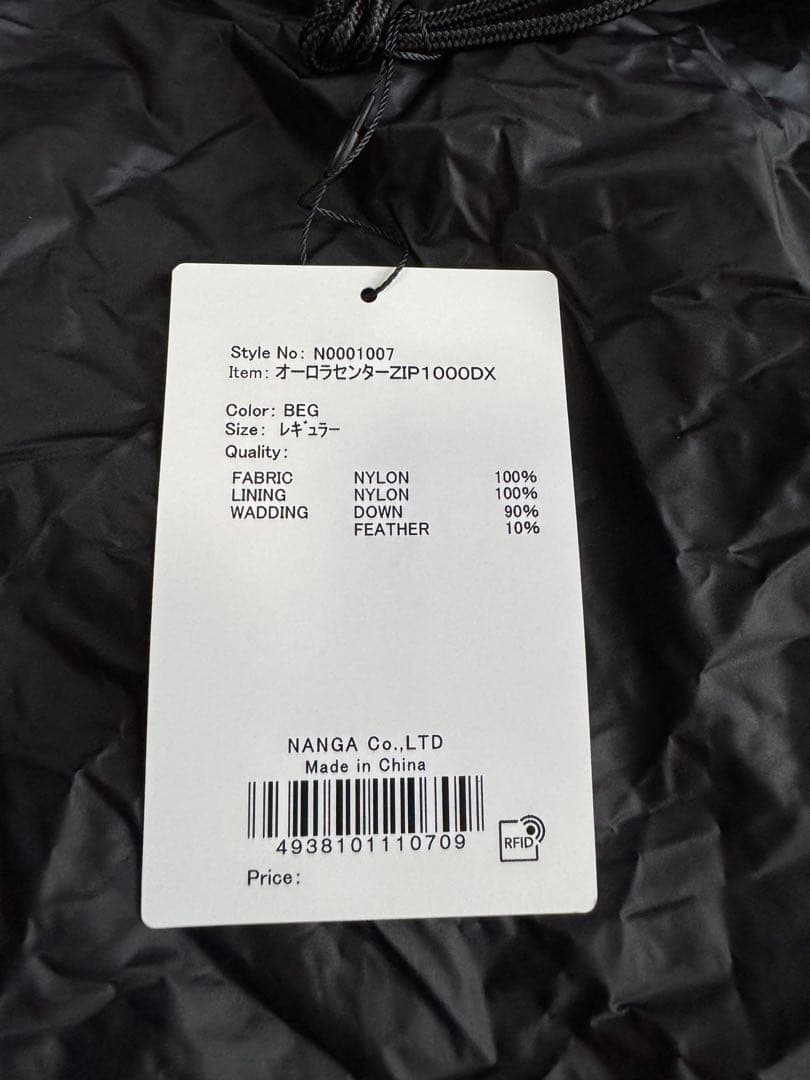 Style No: N0001007
Item: オーロラセンターZIP1000DX
Color: BEG
Size: ﾚｷﾞｭﾗｰ
Quality:
FABRIC NYLON 100%
LINING NYLON 100%
WADDING DOWN 90%
FEATHER 10%
NANGA Co.,LTD
Made in China
4938101110709
RFID
Price: